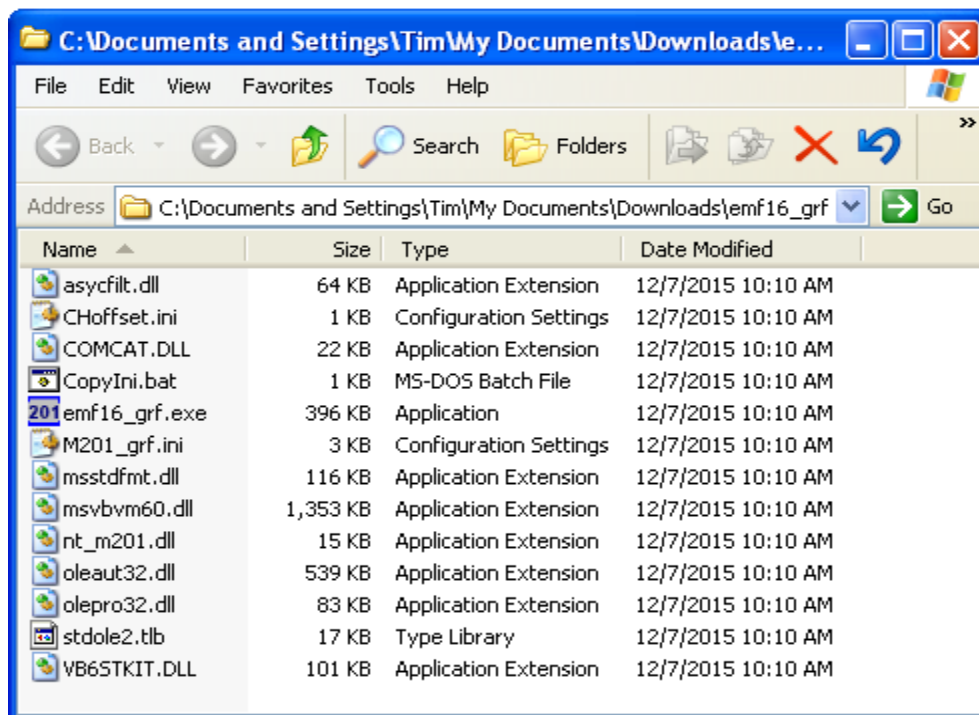 C:\Documents and Settings\Tim\My Documents\Downloads\e...
File Edit View Favorites Tools Help
Back Search Folders »
Address C:\Documents and Settings\Tim\My Documents\Downloads\emf16_grf Go
Name Size Type Date Modified
asycfilt.dll 64 KB Application Extension 12/7/2015 10:10 AM
CHoffset.ini 1 KB Configuration Settings 12/7/2015 10:10 AM
COMCAT.DLL 22 KB Application Extension 12/7/2015 10:10 AM
CopyIni.bat 1 KB MS-DOS Batch File 12/7/2015 10:10 AM
201 emf16_grf.exe 396 KB Application 12/7/2015 10:10 AM
M201_grf.ini 3 KB Configuration Settings 12/7/2015 10:10 AM
msstdfmt.dll 116 KB Application Extension 12/7/2015 10:10 AM
msvbvm60.dll 1,353 KB Application Extension 12/7/2015 10:10 AM
nt_m201.dll 15 KB Application Extension 12/7/2015 10:10 AM
oleaut32.dll 539 KB Application Extension 12/7/2015 10:10 AM
olepro32.dll 83 KB Application Extension 12/7/2015 10:10 AM
stdole2.tlb 17 KB Type Library 12/7/2015 10:10 AM
VB6STKIT.DLL 101 KB Application Extension 12/7/2015 10:10 AM